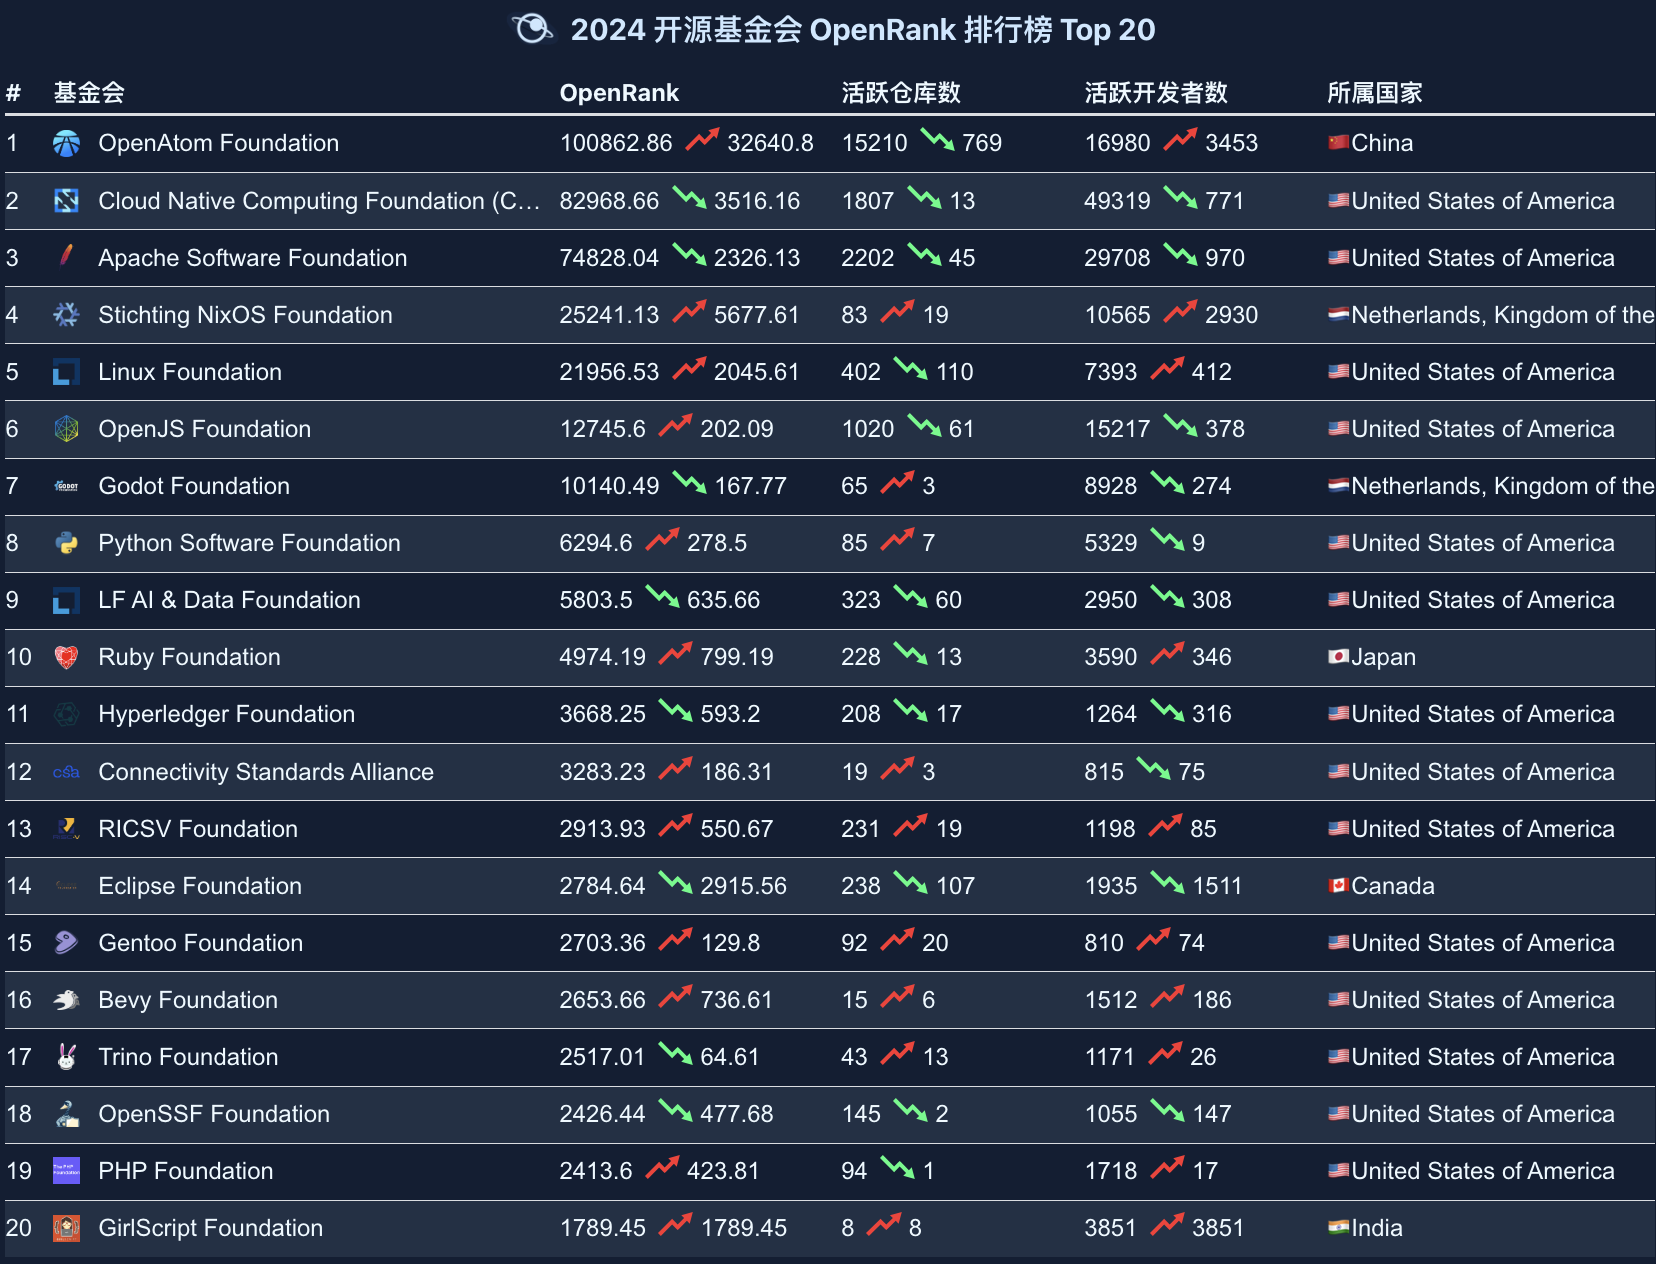 2024 开源基金会 OpenRank 排行榜 Top 20
# 基金会 OpenRank 活跃仓库数 活跃开发者数 所属国家
1 OpenAtom Foundation 100862.86 32640.8 15210 769 16980 3453 China
2 Cloud Native Computing Foundation (C... 82968.66 3516.16 1807 13 49319 771 United States of America
3 Apache Software Foundation 74828.04 2326.13 2202 45 29708 970 United States of America
4 Stichting NixOS Foundation 25241.13 5677.61 83 19 10565 2930 Netherlands, Kingdom of the
5 Linux Foundation 21956.53 2045.61 402 110 7393 412 United States of America
6 OpenJS Foundation 12745.6 202.09 1020 61 15217 378 United States of America
7 GODOT Godot Foundation 10140.49 167.77 65 3 8928 274 Netherlands, Kingdom of the
8 Python Software Foundation 6294.6 278.5 85 7 5329 9 United States of America
9 LF AI & Data Foundation 5803.5 635.66 323 60 2950 308 United States of America
10 Ruby Foundation 4974.19 799.19 228 13 3590 346 Japan
11 Hyperledger Foundation 3668.25 593.2 208 17 1264 316 United States of America
12 csa Connectivity Standards Alliance 3283.23 186.31 19 3 815 75 United States of America
13 RICSV Foundation 2913.93 550.67 231 19 1198 85 United States of America
14 Eclipse Foundation 2784.64 2915.56 238 107 1935 1511 Canada
15 Gentoo Foundation 2703.36 129.8 92 20 810 74 United States of America
16 Bevy Foundation 2653.66 736.61 15 6 1512 186 United States of America
17 Trino Foundation 2517.01 64.61 43 13 1171 26 United States of America
18 OpenSSF Foundation 2426.44 477.68 145 2 1055 147 United States of America
19 The PHP Foundation PHP Foundation 2413.6 423.81 94 1 1718 17 United States of America
20 GirlScript Foundation 1789.45 1789.45 8 8 3851 3851 India